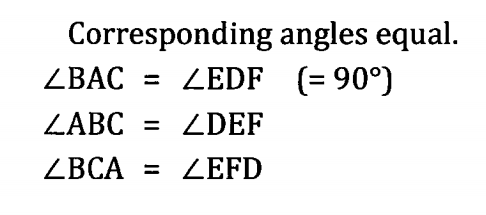 Corresponding angles equal.
∠BAC = ∠EDF (= 90°)
∠ABC = ∠DEF
∠BCA = ∠EFD